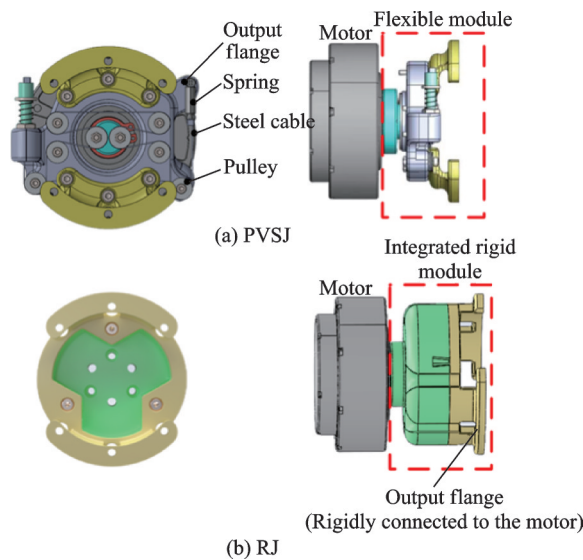 Output
flange
Spring
Steel cable
Pulley
Motor
Flexible module
(a) PVSJ
Integrated rigid
module
Motor
Output flange
(Rigidly connected to the motor)
(b) RJ